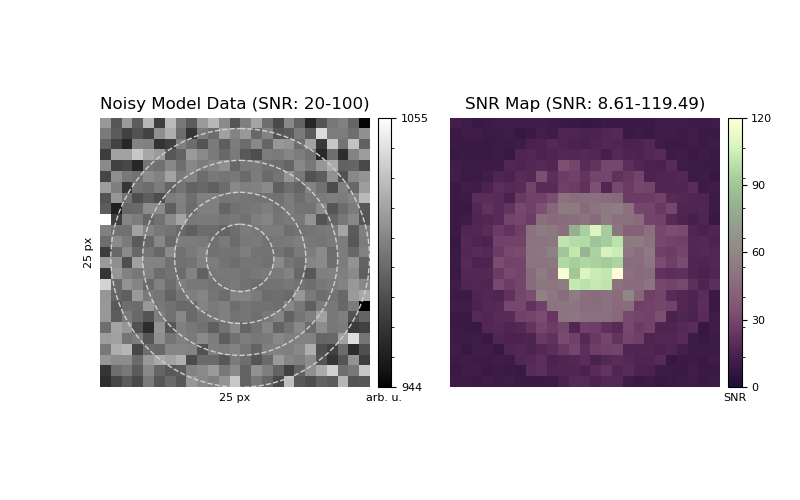 Noisy Model Data (SNR: 20-100)
1055
25 px
944
25 px
arb. u.
SNR Map (SNR: 8.61-119.49)
120
90
60
30
0
SNR